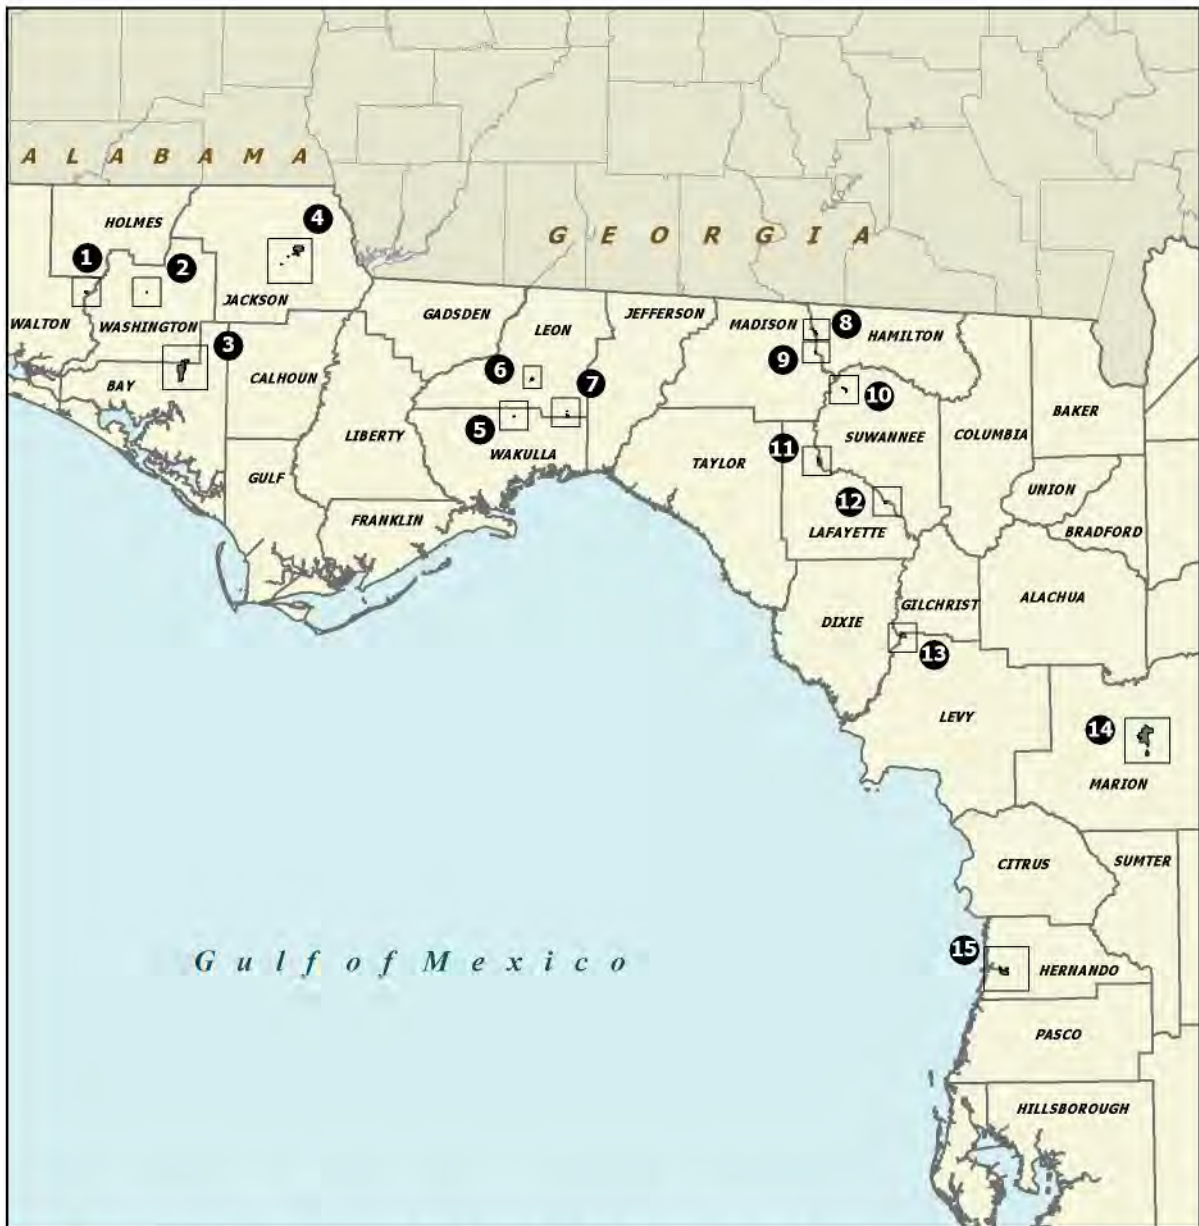 A L A B A M A
HOLMES
4
G E O R G I A
1
2
JACKSON
WALTON
WASHINGTON
GADSDEN
LEON
JEFFERSON
MADISON
8
HAMILTON
3
BAY
CALHOUN
6
7
9
10
BAKER
5
LIBERTY
WAKULLA
SUWANNEE
COLUMBIA
11
TAYLOR
GULF
UNION
12
FRANKLIN
LAFAYETTE
BRADFORD
ALACHUA
GILCHRIST
DIXIE
13
LEVY
14
MARION
CITRUS
SUMTER
Gulf of Mexico
15
HERNANDO
PASCO
HILLSBOROUGH